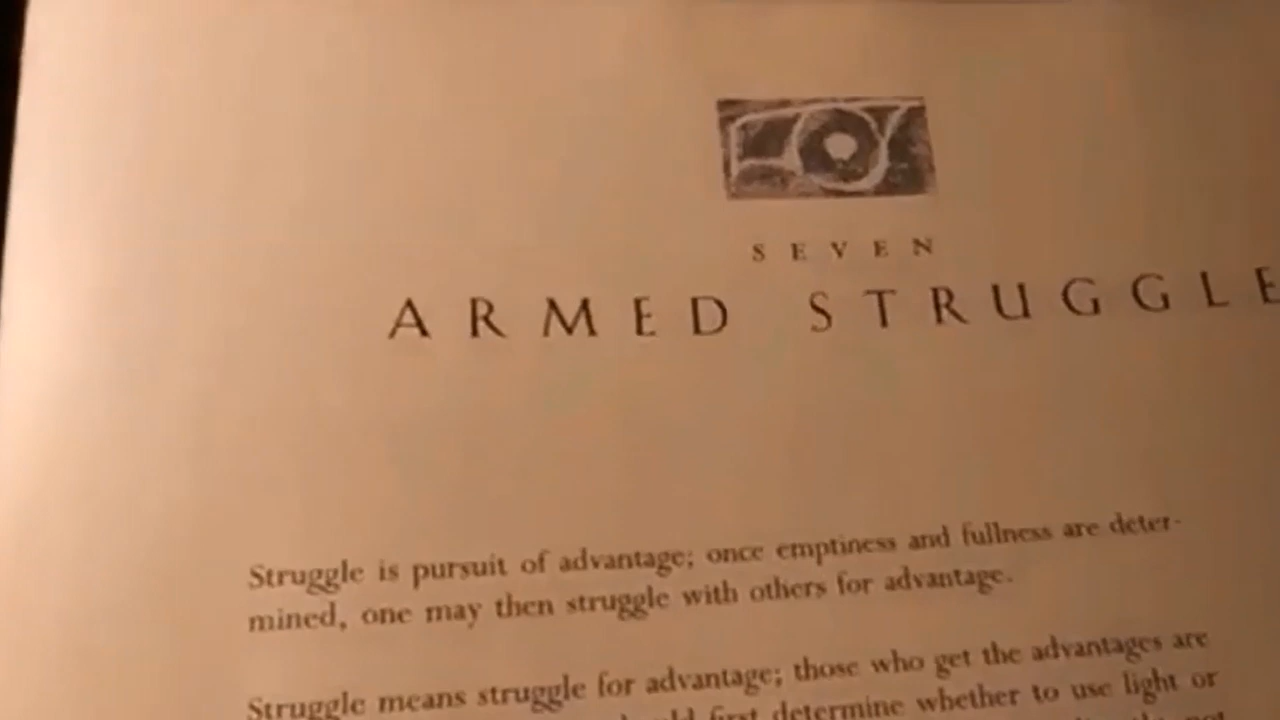 SEVEN
ARMED STRUGGLE
Struggle is pursuit of advantage; once emptiness and fullness are deter-
mined, one may then struggle with others for advantage.
Struggle means struggle for advantage; those who get the advantages are
first determine whether to use light or